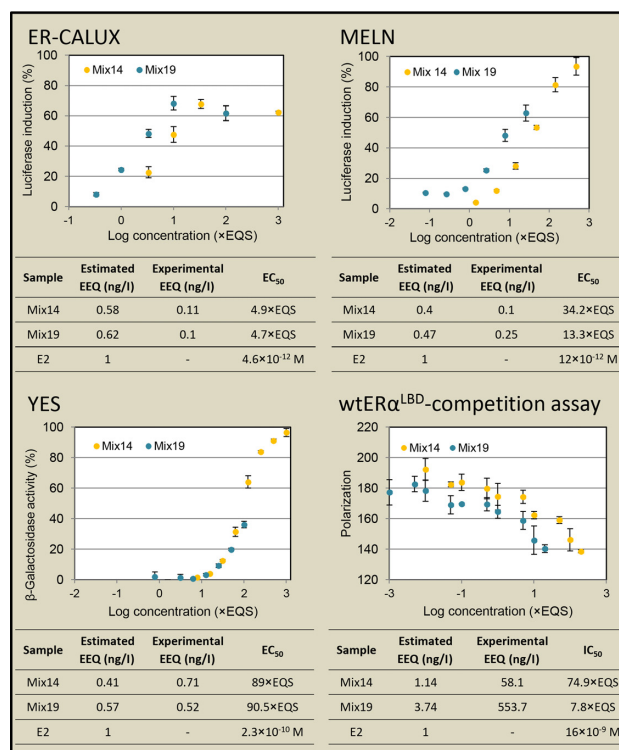 ER-CALUX
Mix14 Mix19
Luciferase induction (%)
100
80
60
40
20
0
-1 0 1 2 3
Log concentration (×EQS)
Sample Estimated EEQ (ng/l) Experimental EEQ (ng/l) EC50
Mix14 0.58 0.11 4.9×EQS
Mix19 0.62 0.1 4.7×EQS
E2 1 - 4.6×10⁻¹² M
MELN
Mix 14 Mix 19
Luciferase induction (%)
100
80
60
40
20
0
-2 -1 0 1 2 3
Log concentration (×EQS)
Sample Estimated EEQ (ng/l) Experimental EEQ (ng/l) EC50
Mix14 0.4 0.1 34.2×EQS
Mix19 0.47 0.25 13.3×EQS
E2 1 - 12×10⁻¹² M
YES
Mix14 Mix19
β-Galactosidase activity (%)
100
80
60
40
20
0
-2 -1 0 1 2 3
Log concentration (×EQS)
Sample Estimated EEQ (ng/l) Experimental EEQ (ng/l) EC50
Mix14 0.41 0.71 89×EQS
Mix19 0.57 0.52 90.5×EQS
E2 1 - 2.3×10⁻¹⁰ M
wtERα^LBD-competition assay
Mix14 Mix19
Polarization
220
200
180
160
140
120
-3 -1 1 3
Log concentration (×EQS)
Sample Estimated EEQ (ng/l) Experimental EEQ (ng/l) IC50
Mix14 1.14 58.1 74.9×EQS
Mix19 3.74 553.7 7.8×EQS
E2 1 - 16×10⁻⁹ M